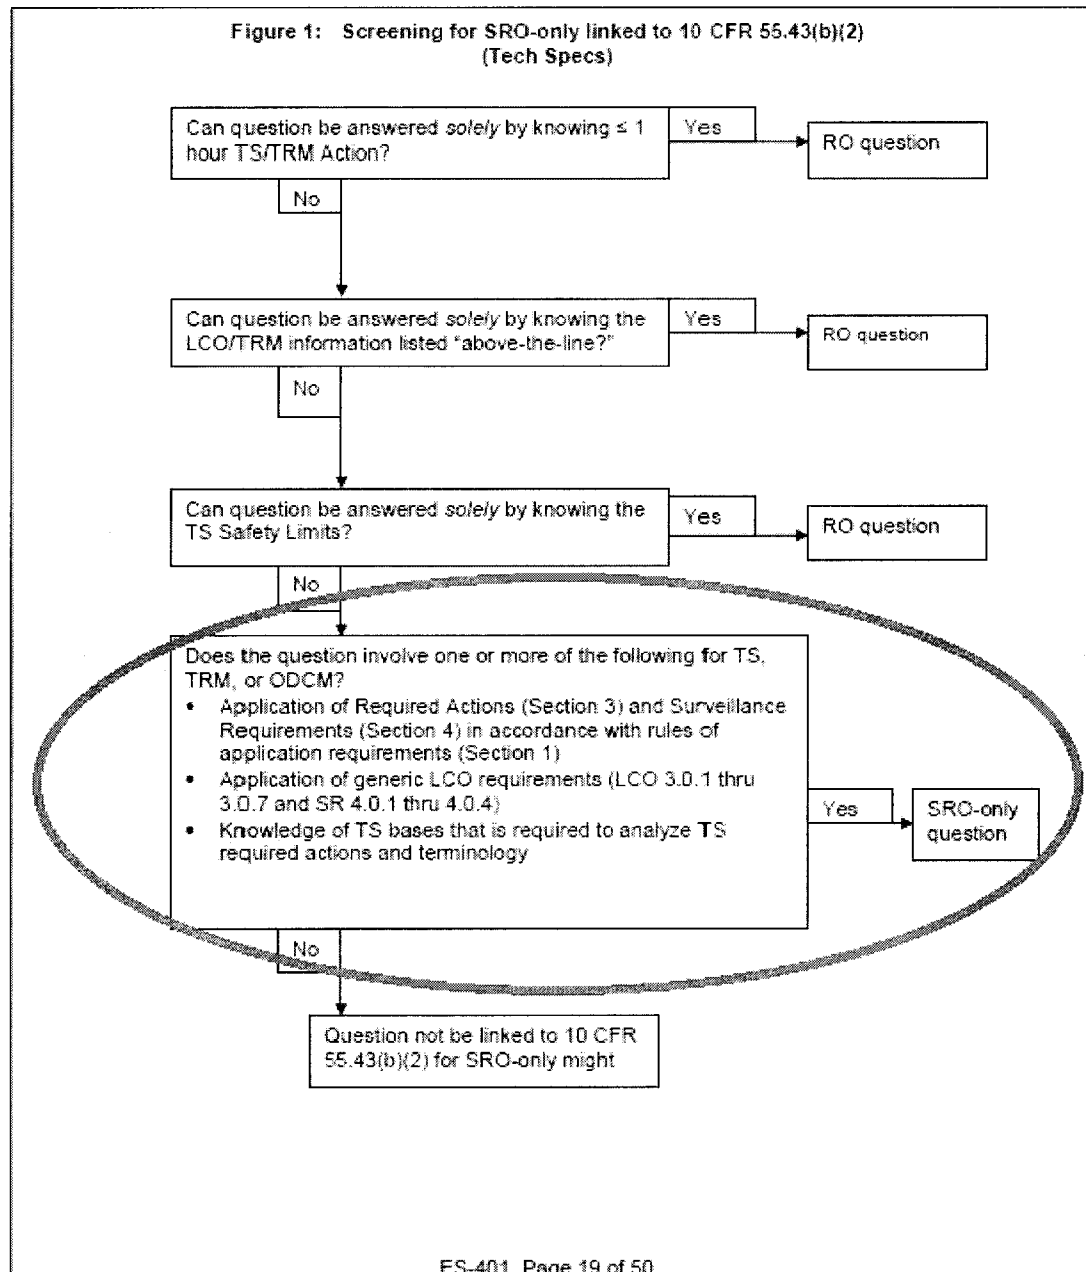 Figure 1: Screening for SRO-only linked to 10 CFR 55.43(b)(2)
(Tech Specs)
Can question be answered solely by knowing ≤ 1
hour TS/TRM Action?
Yes
RO question
No
Can question be answered solely by knowing the
LCO/TRM information listed "above-the-line?"
Yes
RO question
No
Can question be answered solely by knowing the
TS Safety Limits?
Yes
RO question
No
Does the question involve one or more of the following for TS,
TRM, or ODCM?
• Application of Required Actions (Section 3) and Surveillance
Requirements (Section 4) in accordance with rules of
application requirements (Section 1)
• Application of generic LCO requirements (LCO 3.0.1 thru
3.0.7 and SR 4.0.1 thru 4.0.4)
• Knowledge of TS bases that is required to analyze TS
required actions and terminology
Yes
SRO-only
question
No
Question not be linked to 10 CFR
55.43(b)(2) for SRO-only might
ES-401, Page 19 of 50